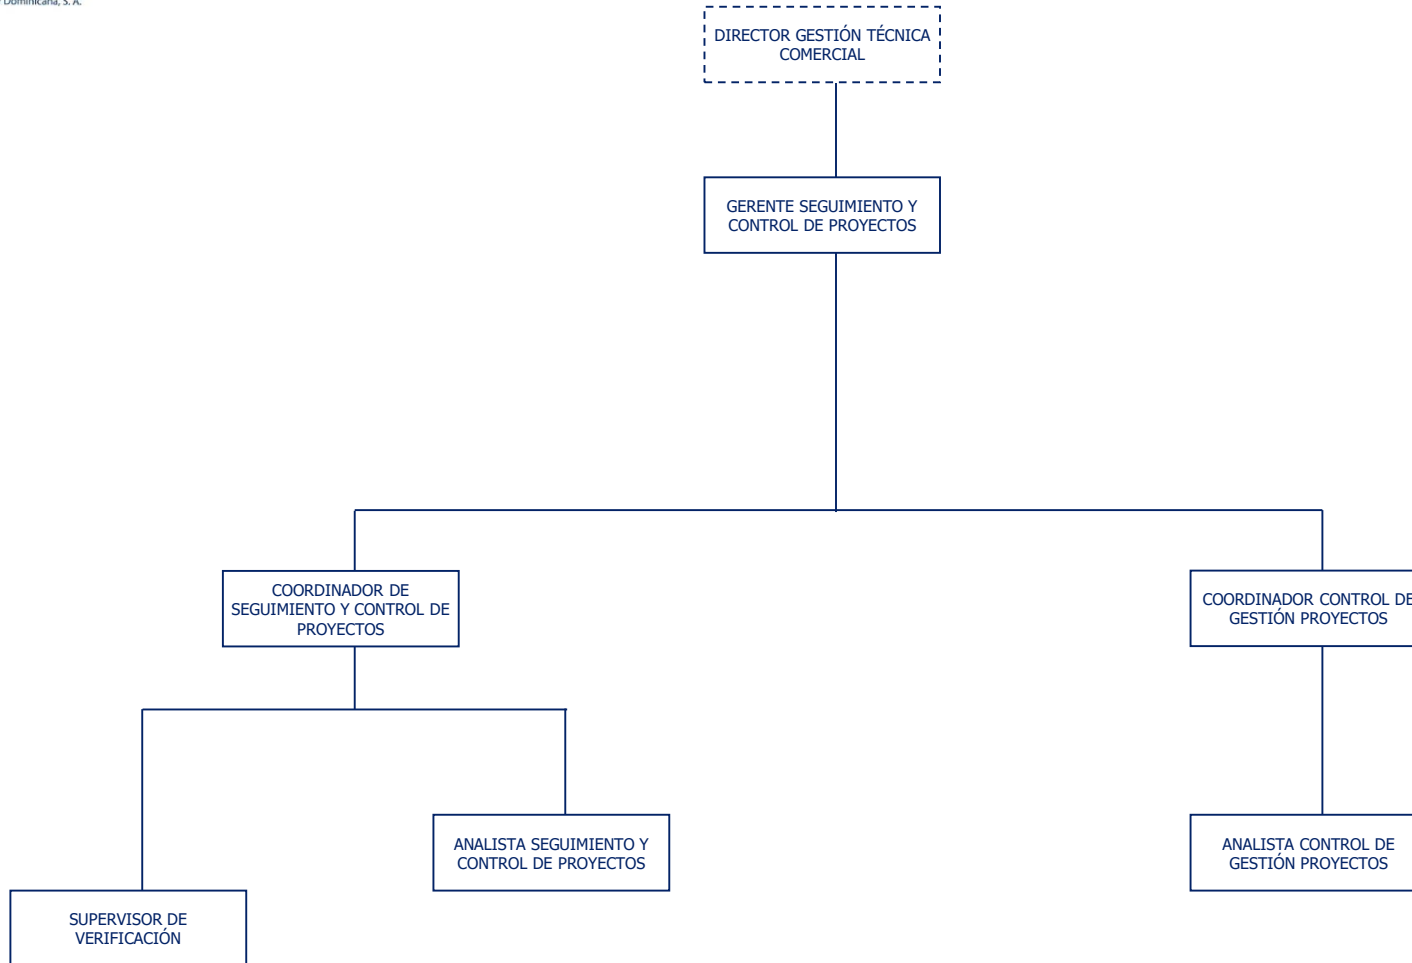 Dominicana, S. A.
DIRECTOR GESTIÓN TÉCNICA
COMERCIAL
GERENTE SEGUIMIENTO Y
CONTROL DE PROYECTOS
COORDINADOR DE
SEGUIMIENTO Y CONTROL DE
PROYECTOS
COORDINADOR CONTROL DE
GESTIÓN PROYECTOS
ANALISTA SEGUIMIENTO Y
CONTROL DE PROYECTOS
ANALISTA CONTROL DE
GESTIÓN PROYECTOS
SUPERVISOR DE
VERIFICACIÓN